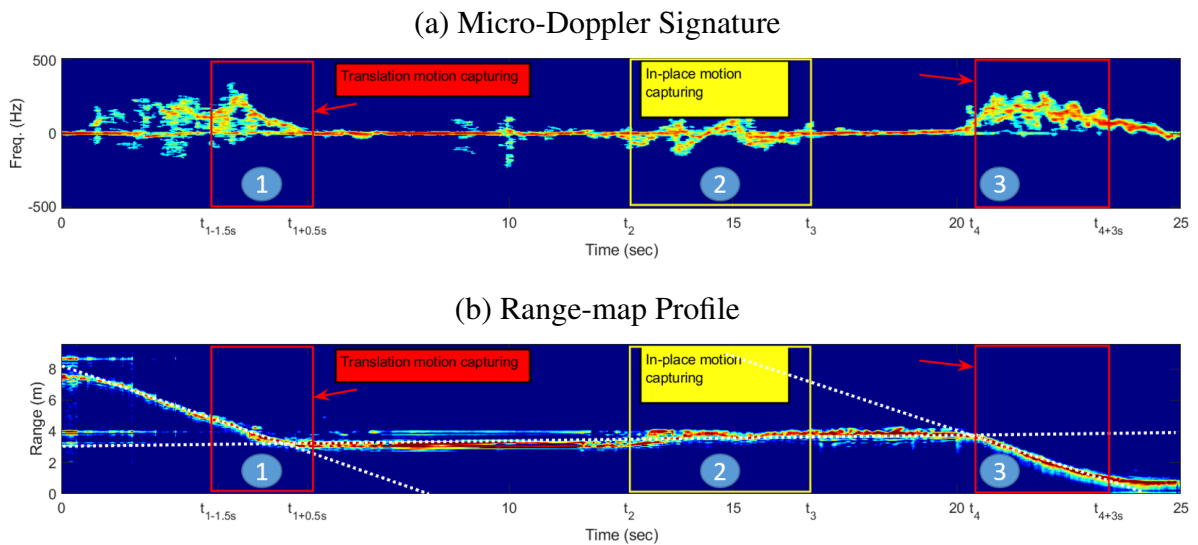 (a) Micro-Doppler Signature
500
0
-500
Freq. (Hz)
Translation motion capturing
In-place motion
capturing
1
2
3
0 t1-1.5s t1+0.5s 10 t2 15 t3 20 t4 t4+3s 25
Time (sec)
(b) Range-map Profile
8
6
4
2
0
Range (m)
Translation motion capturing
In-place motion
capturing
1
2
3
0 t1-1.5s t1+0.5s 10 t2 15 t3 20 t4 t4+3s 25
Time (sec)